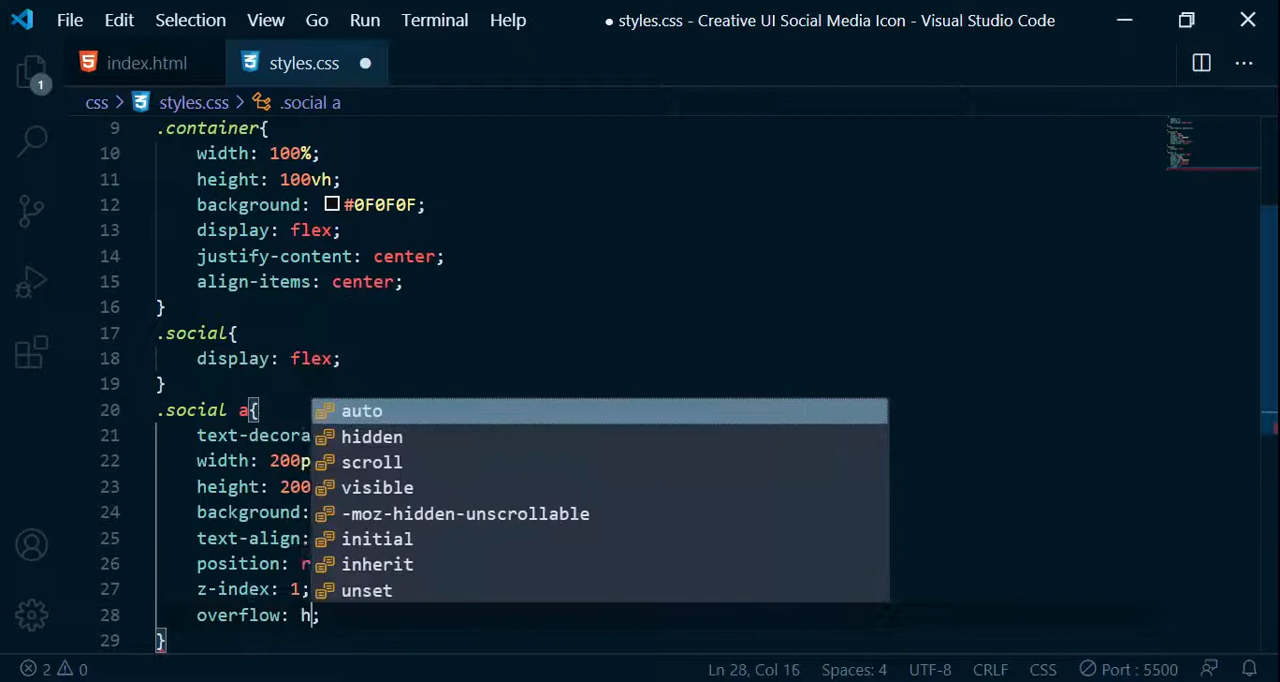 File Edit Selection View Go Run Terminal Help ● styles.css - Creative UI Social Media Icon - Visual Studio Code
index.html styles.css
1
css > styles.css > .social a
9 .container{
10 width: 100%;
11 height: 100vh;
12 background: #0F0F0F;
13 display: flex;
14 justify-content: center;
15 align-items: center;
16 }
17 .social{
18 display: flex;
19 }
20 .social a{
auto
21 text-decora
hidden
22 width: 200p
scroll
23 height: 200
visible
24 background:
-moz-hidden-unscrollable
25 text-align:
initial
26 position: r
inherit
27 z-index: 1;
unset
28 overflow: h;
29 }
2 0 Ln 28, Col 16 Spaces: 4 UTF-8 CRLF CSS Port : 5500